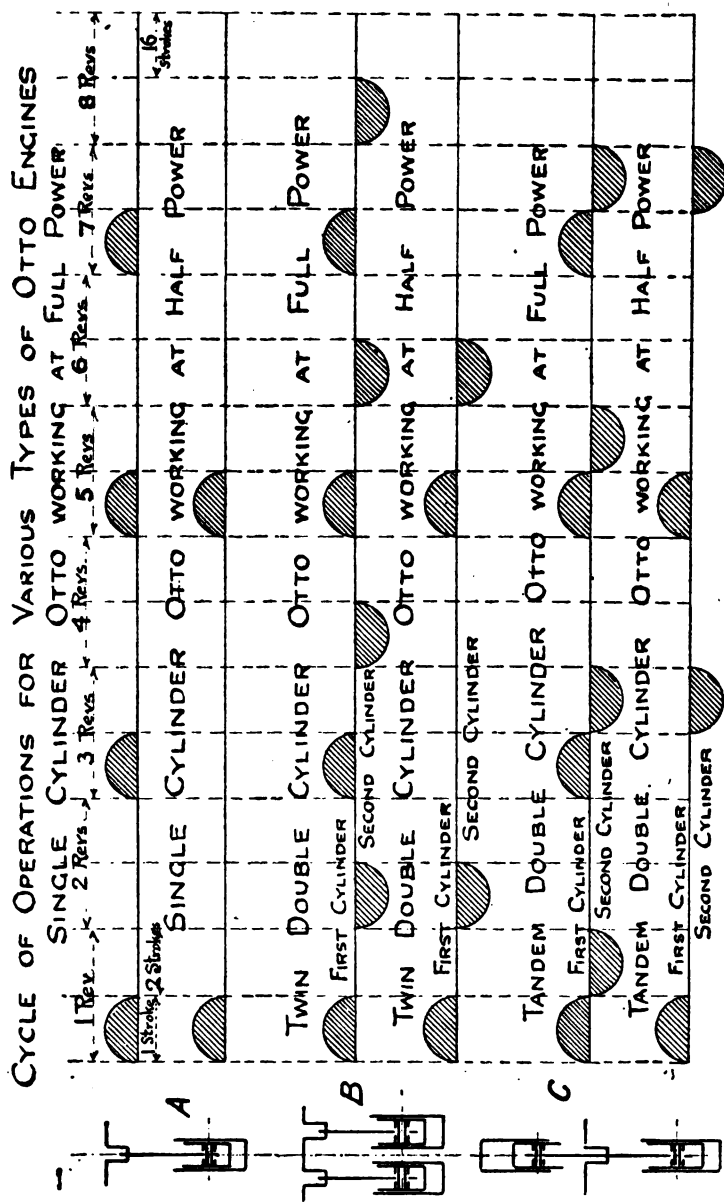 CYCLE OF OPERATIONS FOR VARIOUS TYPES OF OTTO ENGINES
SINGLE CYLINDER OTTO WORKING AT FULL POWER
1 Rev. 2 Revs 3 Revs 4 Revs. 5 Revs 6 Revs 7 Revs 8 Revs
1 Stroke 2 Strokes 16 Strokes
A
SINGLE CYLINDER OTTO WORKING AT HALF POWER
TWIN DOUBLE CYLINDER OTTO WORKING AT FULL POWER
FIRST CYLINDER
B
SECOND CYLINDER
TWIN DOUBLE CYLINDER OTTO WORKING AT HALF POWER
FIRST CYLINDER
SECOND CYLINDER
TANDEM DOUBLE CYLINDER OTTO WORKING AT FULL POWER
C
FIRST CYLINDER
SECOND CYLINDER
TANDEM DOUBLE CYLINDER OTTO WORKING AT HALF POWER
FIRST CYLINDER
SECOND CYLINDER